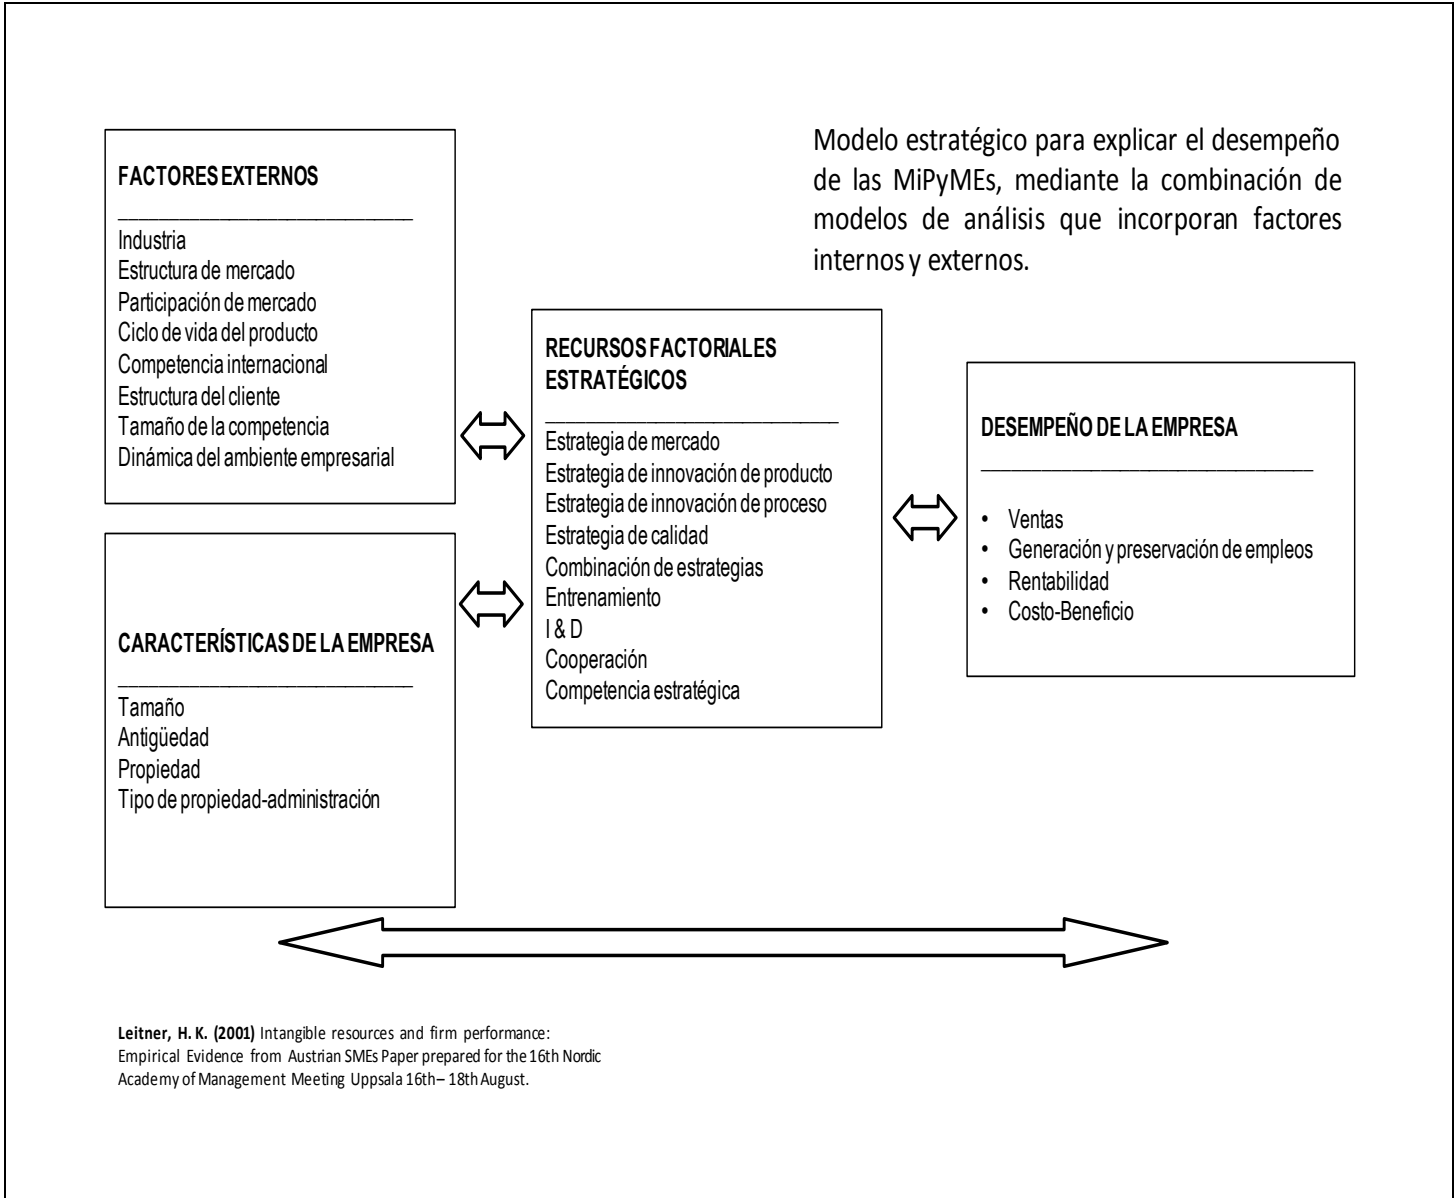 Modelo estratégico para explicar el desempeño
de las MiPyMEs, mediante la combinación de
modelos de análisis que incorporan factores
internos y externos.
FACTORES EXTERNOS
Industria
Estructura de mercado
Participación de mercado
Ciclo de vida del producto
Competencia internacional
Estructura del cliente
Tamaño de la competencia
Dinámica del ambiente empresarial
CARACTERÍSTICAS DE LA EMPRESA
Tamaño
Antigüedad
Propiedad
Tipo de propiedad-administración
RECURSOS FACTORIALES
ESTRATÉGICOS
Estrategia de mercado
Estrategia de innovación de producto
Estrategia de innovación de proceso
Estrategia de calidad
Combinación de estrategias
Entrenamiento
I & D
Cooperación
Competencia estratégica
DESEMPEÑO DE LA EMPRESA
• Ventas
• Generación y preservación de empleos
• Rentabilidad
• Costo-Beneficio
Leitner, H. K. (2001) Intangible resources and firm performance:
Empirical Evidence from Austrian SMEs Paper prepared for the 16th Nordic
Academy of Management Meeting Uppsala 16th– 18th August.